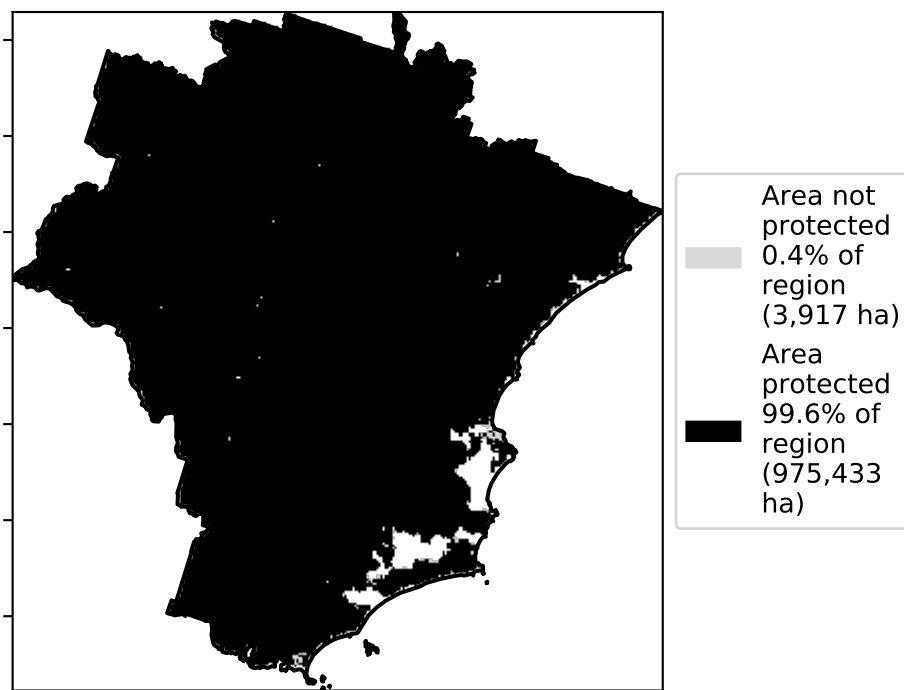 Area not
protected
0.4% of
region
(3,917 ha)
Area
protected
99.6% of
region
(975,433
ha)